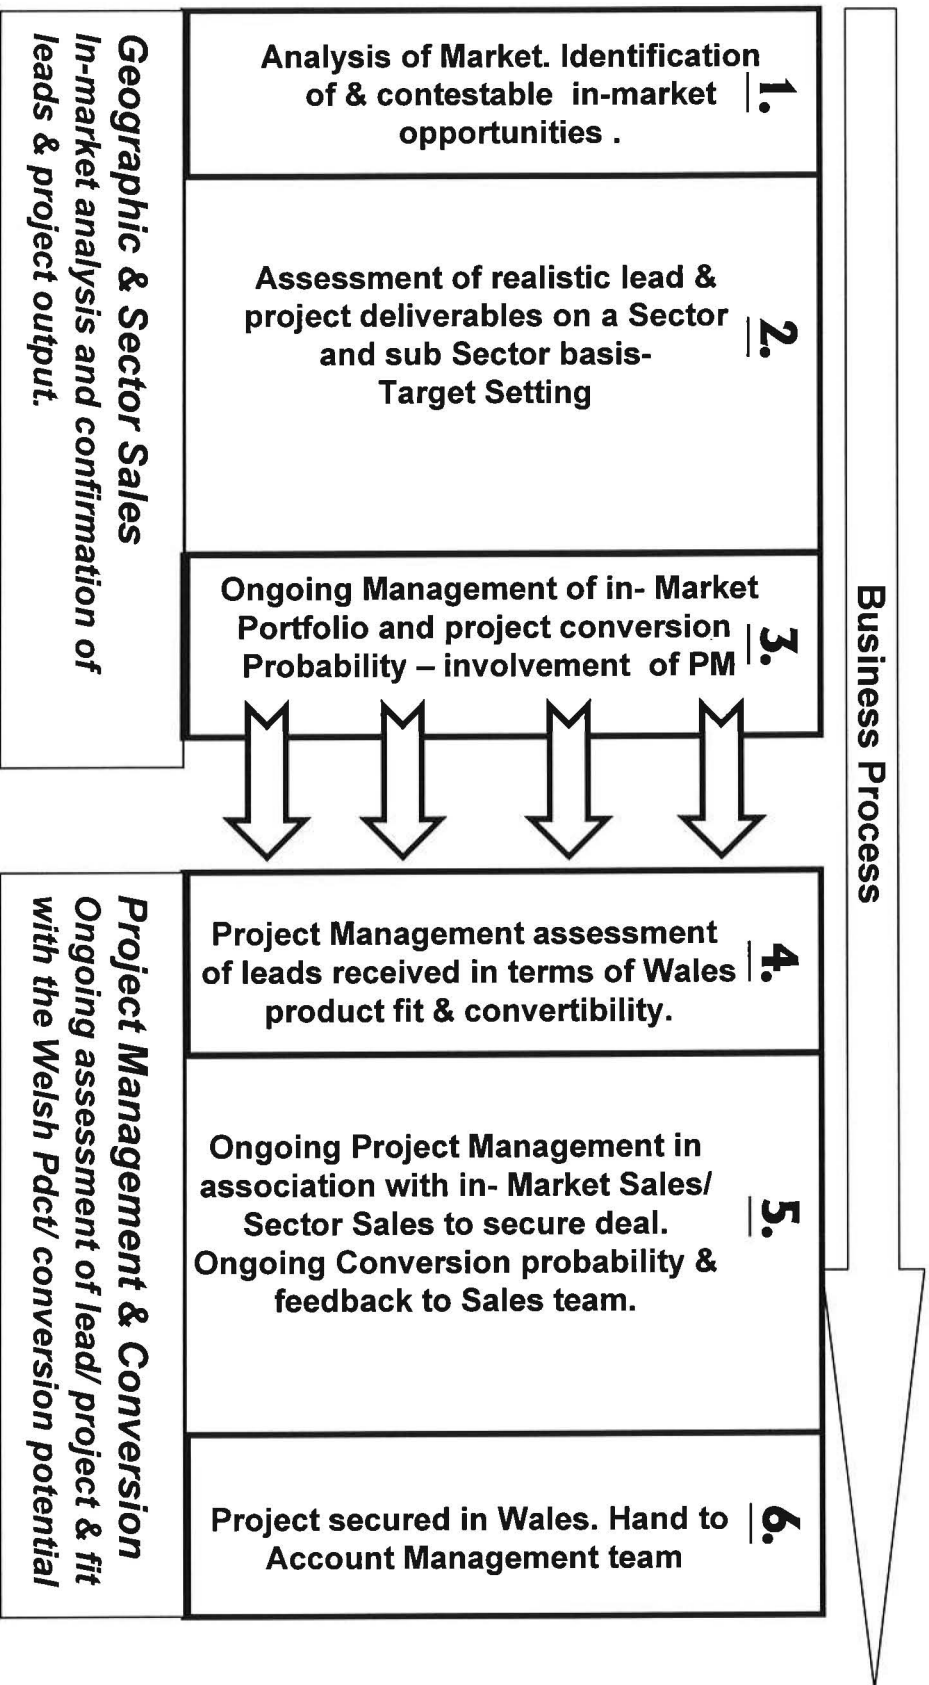 Business Process
1.
Analysis of Market. Identification
of & contestable in-market
opportunities .
2.
Assessment of realistic lead &
project deliverables on a Sector
and sub Sector basis-
Target Setting
3.
Ongoing Management of in- Market
Portfolio and project conversion
Probability – involvement of PM
Geographic & Sector Sales
In-market analysis and confirmation of
leads & project output.
4.
Project Management assessment
of leads received in terms of Wales
product fit & convertibility.
5.
Ongoing Project Management in
association with in- Market Sales/
Sector Sales to secure deal.
Ongoing Conversion probability &
feedback to Sales team.
6.
Project secured in Wales. Hand to
Account Management team
Project Management & Conversion
Ongoing assessment of lead/ project & fit
with the Welsh Pdct/ conversion potential